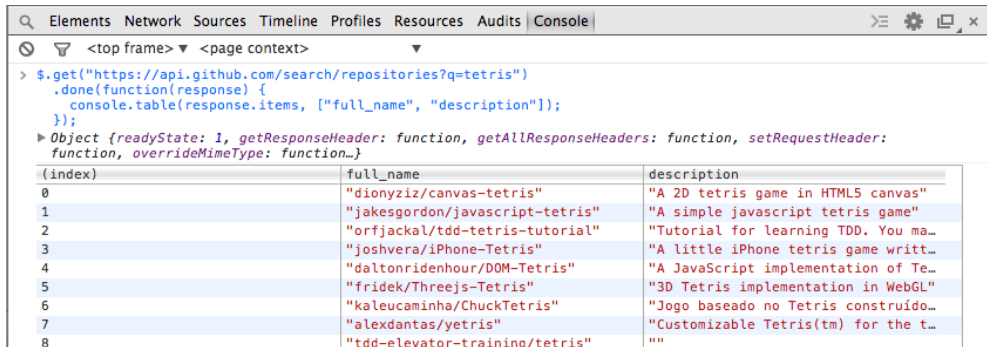 Elements Network Sources Timeline Profiles Resources Audits Console
<top frame> ▼ <page context> ▼
> $.get("https://api.github.com/search/repositories?q=tetris")
.done(function(response) {
console.table(response.items, ["full_name", "description"]);
});
▶ Object {readyState: 1, getResponseHeader: function, getAllResponseHeaders: function, setRequestHeader:
function, overrideMimeType: function…}
(index) full_name description
0 "dionyziz/canvas-tetris" "A 2D tetris game in HTML5 canvas"
1 "jakesgordon/javascript-tetris" "A simple javascript tetris game"
2 "orfjackal/tdd-tetris-tutorial" "Tutorial for learning TDD. You ma…
3 "joshvera/iPhone-Tetris" "A little iPhone tetris game writt…
4 "daltonridenhour/DOM-Tetris" "A JavaScript implementation of Te…
5 "fridek/Threejs-Tetris" "3D Tetris implementation in WebGL"
6 "kaleucaminha/ChuckTetris" "Jogo baseado no Tetris construído…
7 "alexdantas/yetris" "Customizable Tetris(tm) for the t…
8 "tdd-elevator-training/tetris" ""